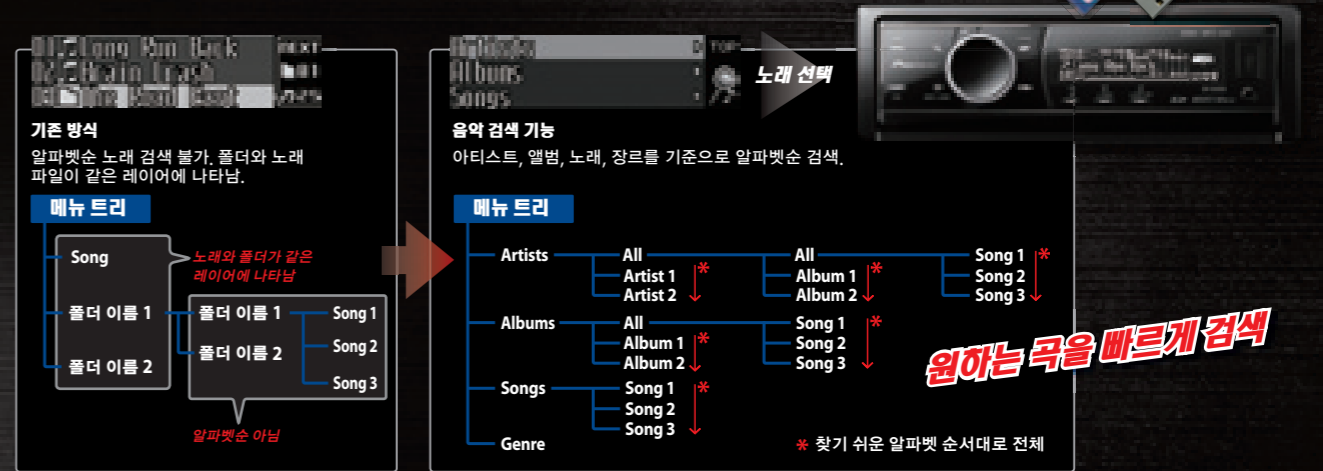 Long Run Back
Brain Trash
Albums
Songs
TOP
노래 선택
기존 방식
알파벳순 노래 검색 불가. 폴더와 노래
파일이 같은 레이어에 나타남.
메뉴 트리
Song
노래와 폴더가 같은
레이어에 나타남
폴더 이름 1
폴더 이름 2
폴더 이름 1
폴더 이름 2
Song 1
Song 2
Song 3
알파벳순 아님
음악 검색 기능
아티스트, 앨범, 노래, 장르를 기준으로 알파벳순 검색.
메뉴 트리
Artists
All
Artist 1 *
Artist 2
All
Album 1 *
Album 2
Song 1 *
Song 2
Song 3
Albums
All
Album 1 *
Album 2
Song 1 *
Song 2
Song 3
Songs
Song 1 *
Song 2
Song 3
Genre
* 찾기 쉬운 알파벳 순서대로 전체
원하는 곡을 빠르게 검색